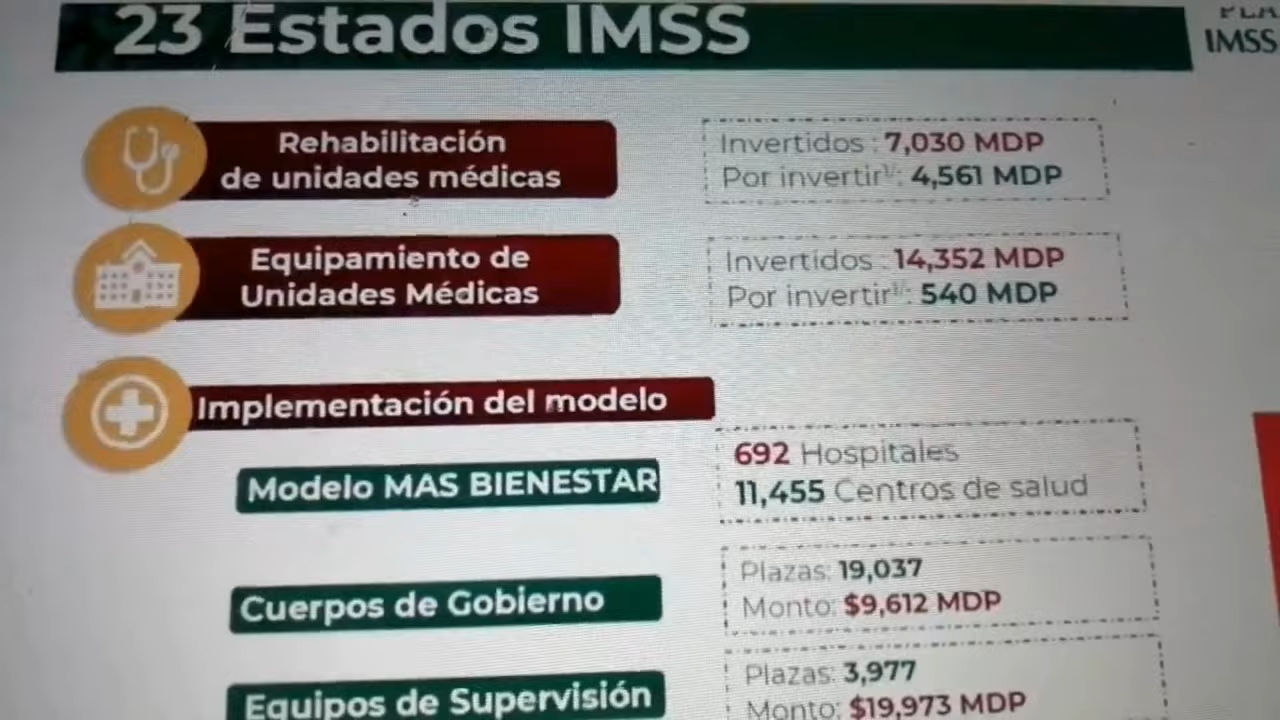 23 Estados IMSS
IMSS
Rehabilitación
de unidades médicas
Invertidos : 7,030 MDP
Por invertir¹/: 4,561 MDP
Equipamiento de
Unidades Médicas
Invertidos : 14,352 MDP
Por invertir¹/: 540 MDP
Implementación del modelo
Modelo MAS BIENESTAR
692 Hospitales
11,455 Centros de salud
Cuerpos de Gobierno
Plazas: 19,037
Monto: $9,612 MDP
Equipos de Supervisión
Plazas: 3,977
Monto: $19,973 MDP